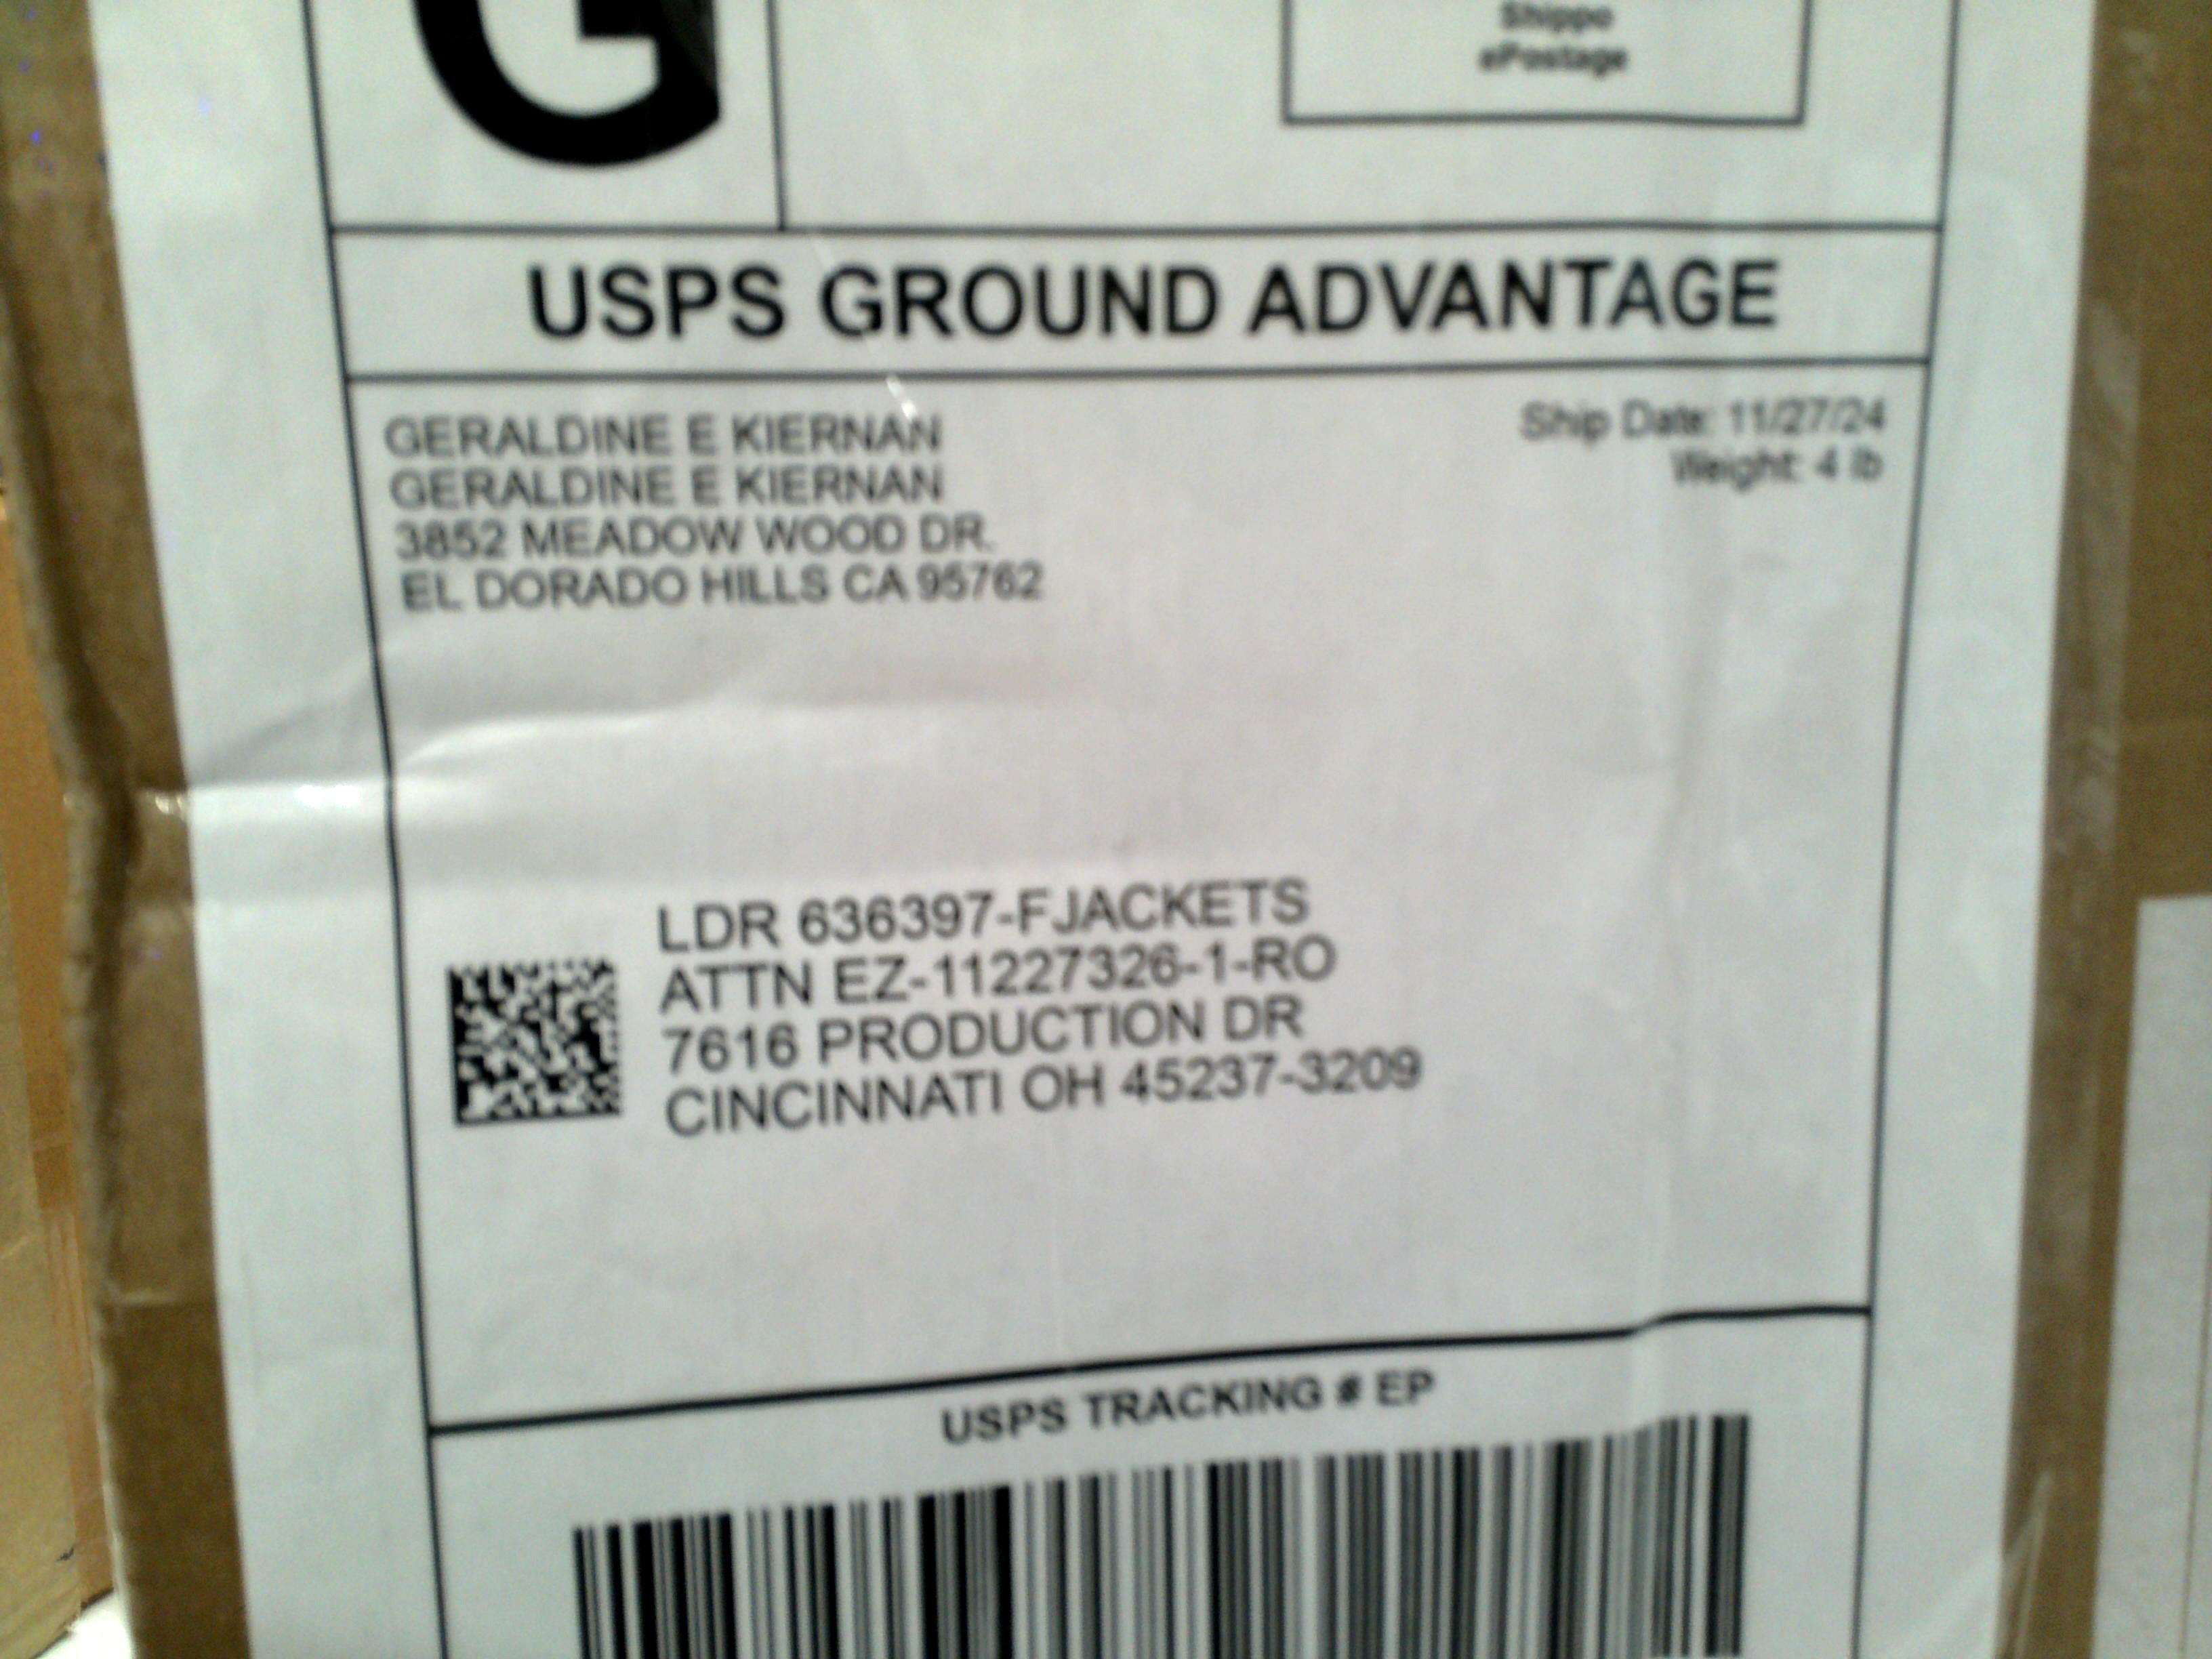 G
Shippo
ePostage
USPS GROUND ADVANTAGE
GERALDINE E KIERNAN
GERALDINE E KIERNAN
3852 MEADOW WOOD DR.
EL DORADO HILLS CA 95762
Ship Date: 11/27/24
Weight: 4 lb
LDR 636397-FJACKETS
ATTN EZ-11227326-1-RO
7616 PRODUCTION DR
CINCINNATI OH 45237-3209
USPS TRACKING # EP